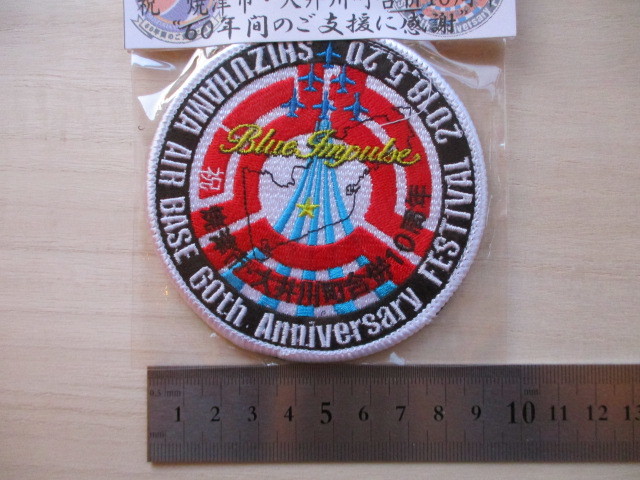 祝 焼津市・大井川町合併10周年
"60年間のご支援に感謝"
SHIZUHAMA AIR BASE 60th Anniversary FESTIVAL 2018.5.20
Blue Impulse
祝 焼津市・大井川町合併10周年
1 2 3 4 5 6 7 8 9 10 11 12 13